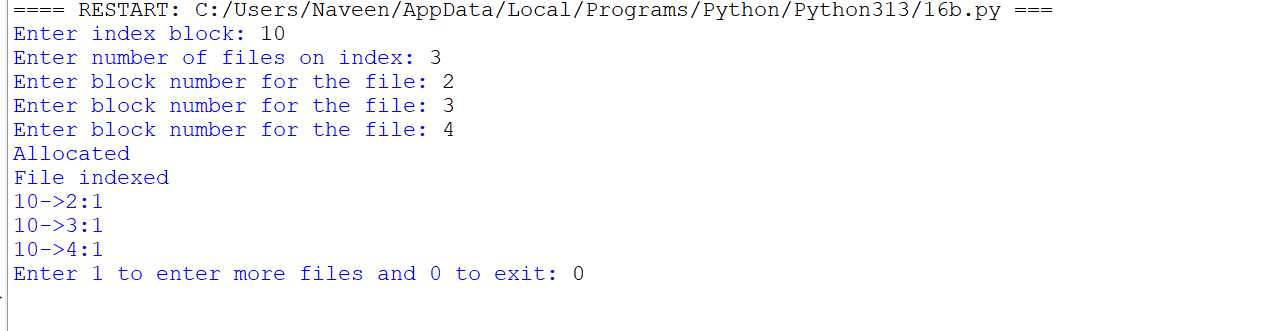 ==== RESTART: C:/Users/Naveen/AppData/Local/Programs/Python/Python313/16b.py ===
Enter index block: 10
Enter number of files on index: 3
Enter block number for the file: 2
Enter block number for the file: 3
Enter block number for the file: 4
Allocated
File indexed
10->2:1
10->3:1
10->4:1
Enter 1 to enter more files and 0 to exit: 0